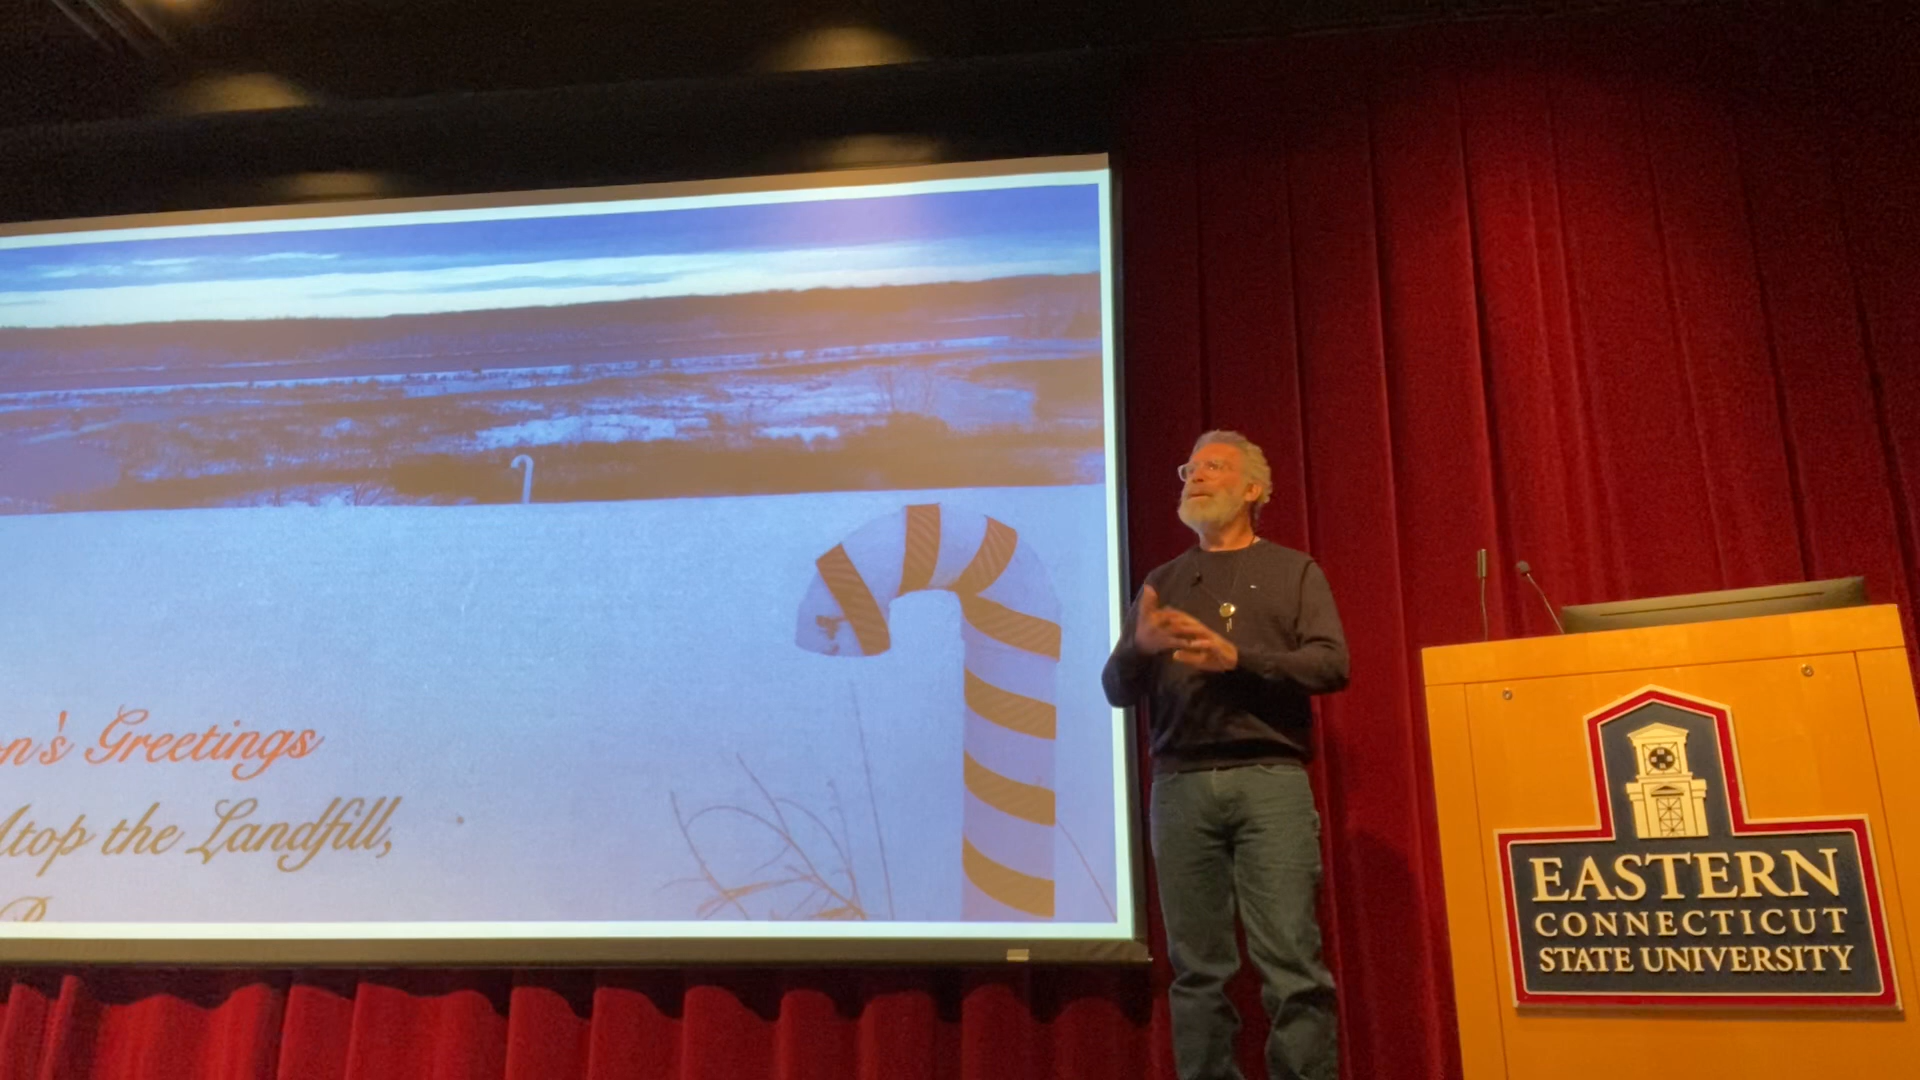 n's Greetings
Atop the Landfill,
EASTERN
CONNECTICUT
STATE UNIVERSITY